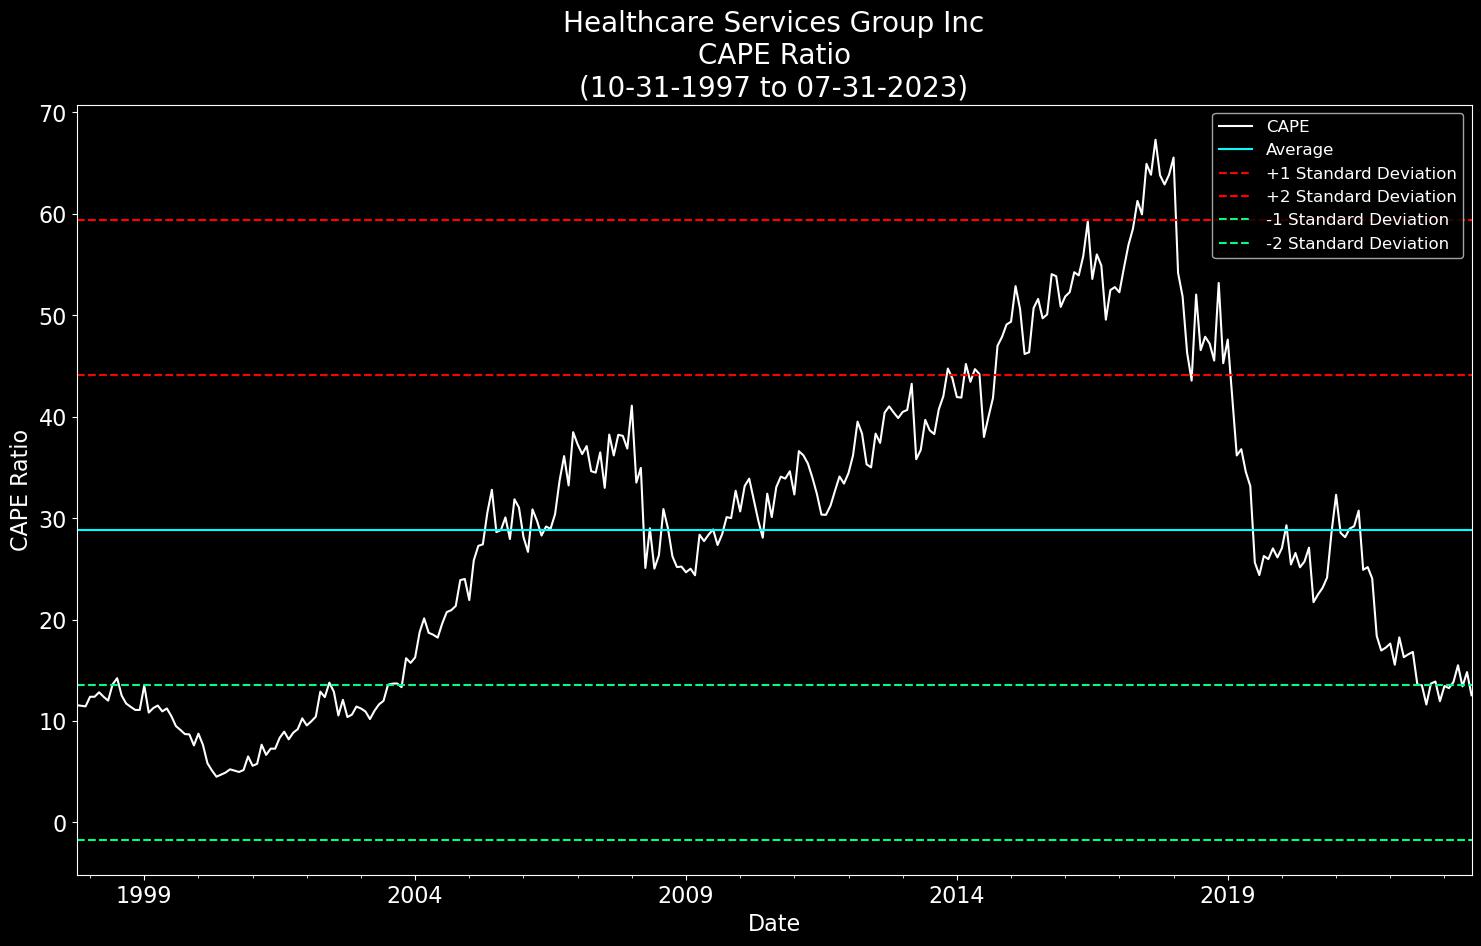 Healthcare Services Group Inc
CAPE Ratio
(10-31-1997 to 07-31-2023)
CAPE
Average
+1 Standard Deviation
+2 Standard Deviation
-1 Standard Deviation
-2 Standard Deviation
70
60
50
40
30
20
10
0
CAPE Ratio
1999 2004 2009 2014 2019
Date